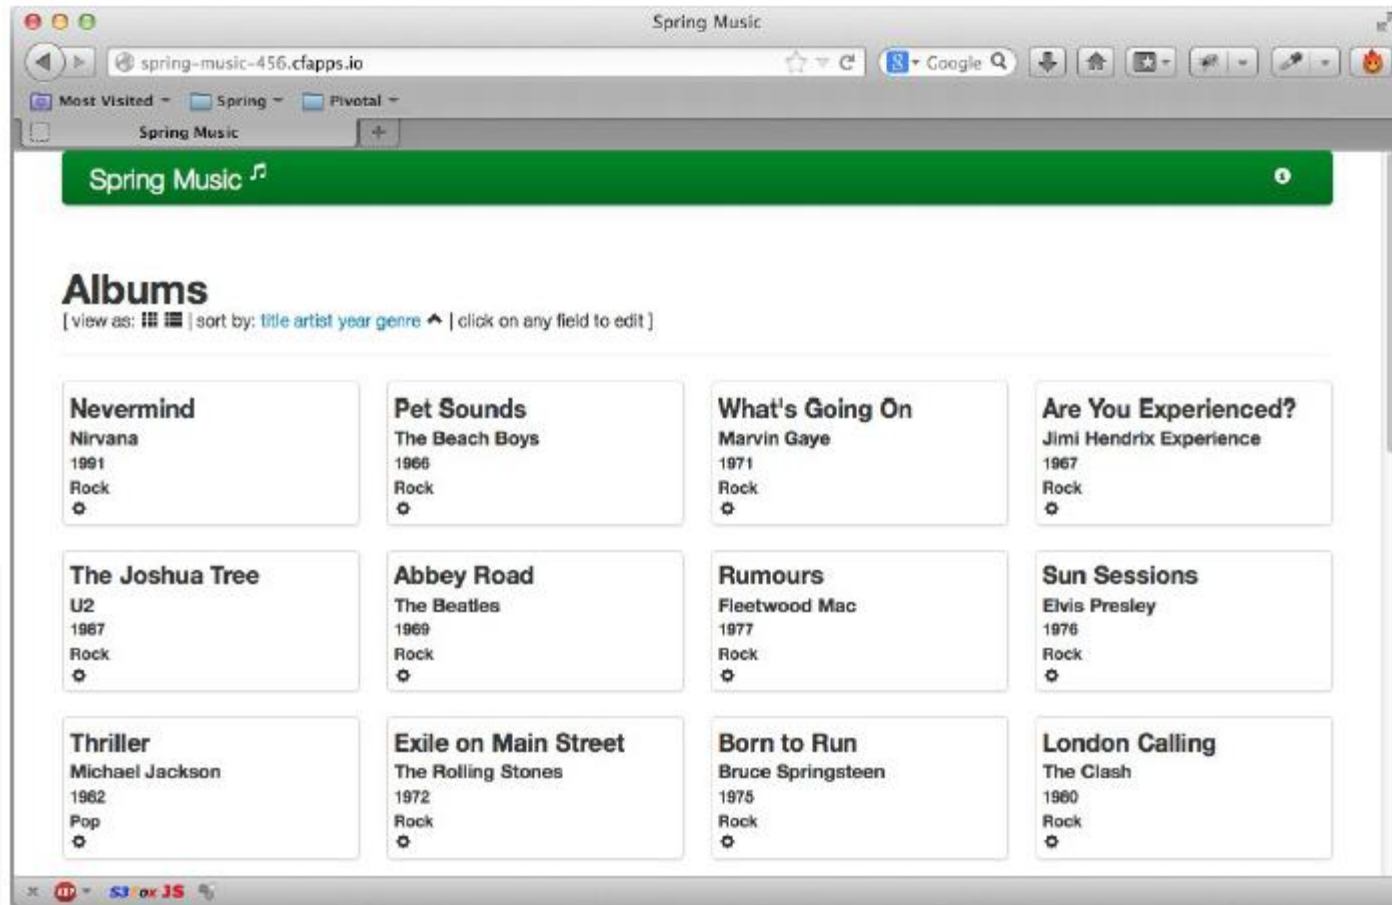 Spring Music
spring-music-456.cfapps.io
Google
Most Visited Spring Pivotal
Spring Music
Spring Music
Albums
[ view as: | sort by: title artist year genre | click on any field to edit ]
Nevermind Pet Sounds What's Going On Are You Experienced?
Nirvana The Beach Boys Marvin Gaye Jimi Hendrix Experience
1991 1966 1971 1967
Rock Rock Rock Rock
The Joshua Tree Abbey Road Rumours Sun Sessions
U2 The Beatles Fleetwood Mac Elvis Presley
1987 1969 1977 1976
Rock Rock Rock Rock
Thriller Exile on Main Street Born to Run London Calling
Michael Jackson The Rolling Stones Bruce Springsteen The Clash
1982 1972 1975 1980
Pop Rock Rock Rock
JS